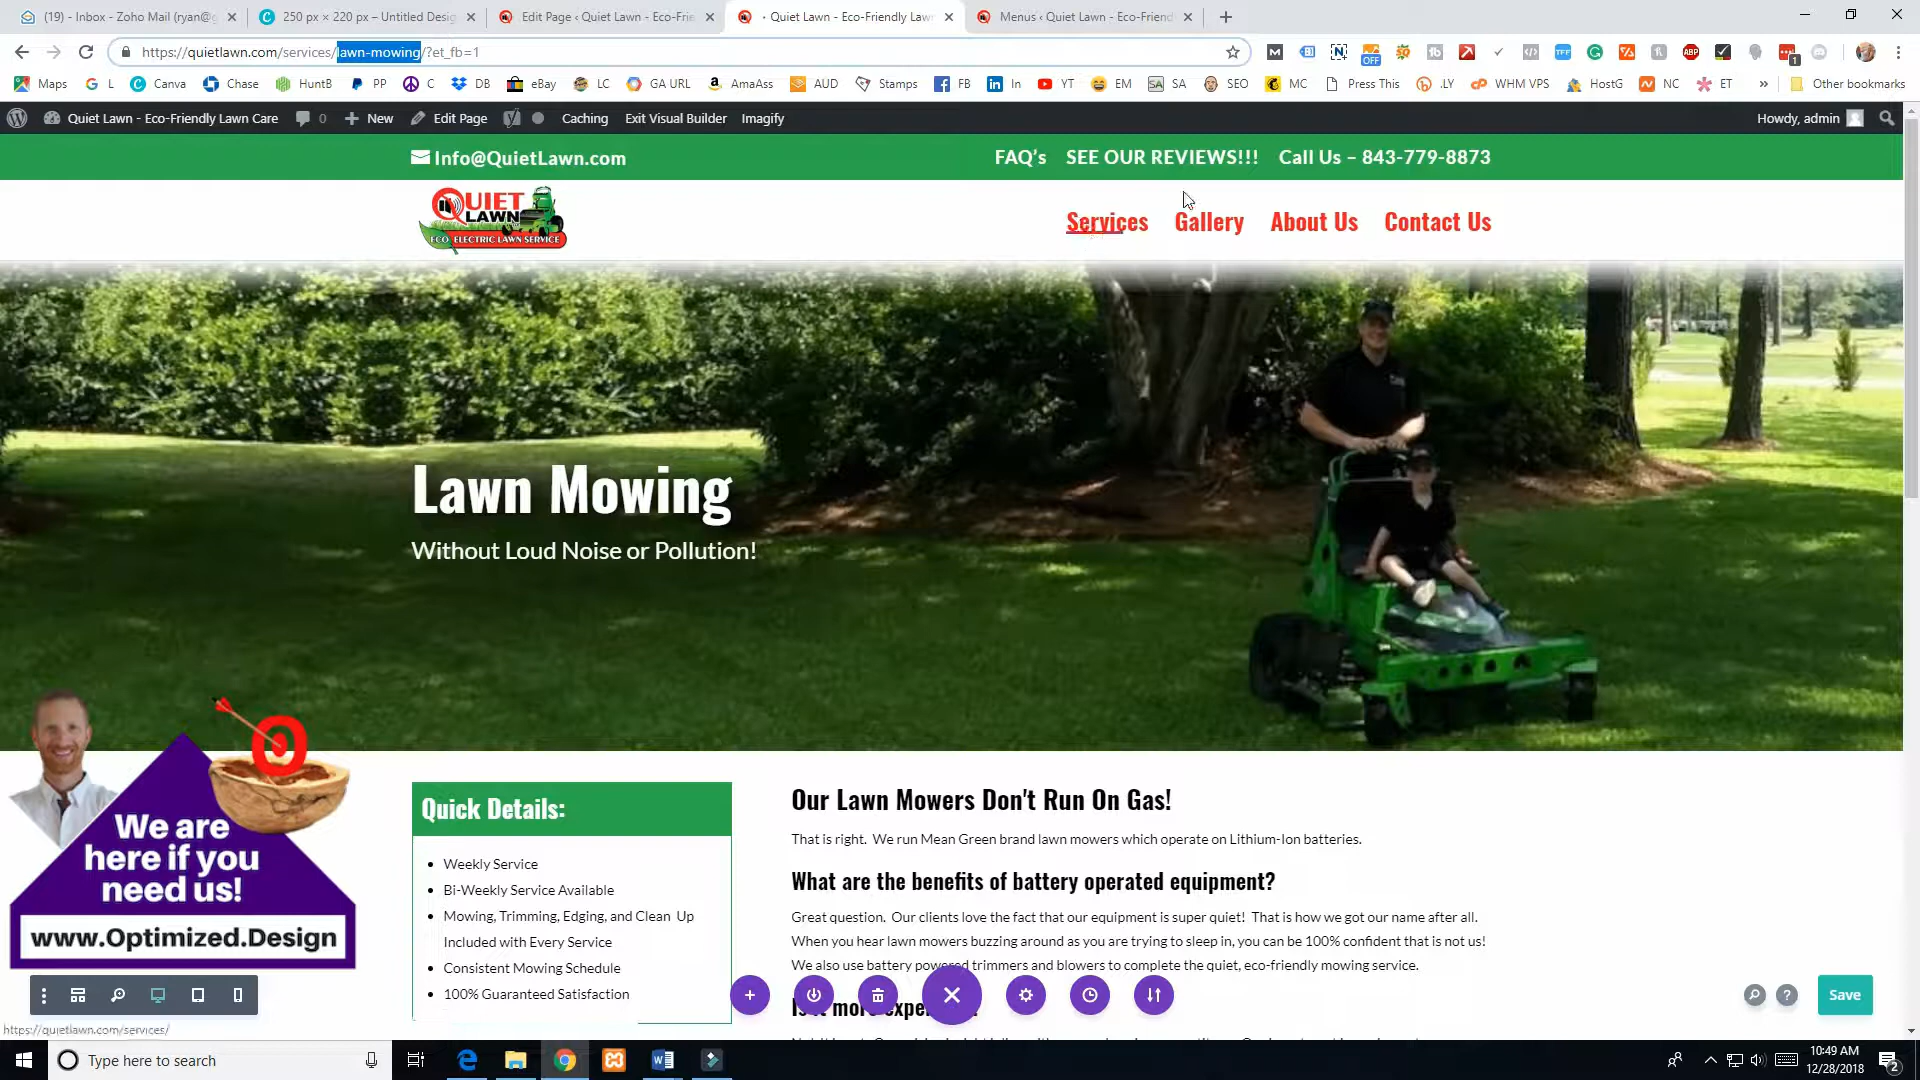 (19) - Inbox - Zoho Mail (ryan@g
250 px × 220 px – Untitled Desig
Edit Page ‹ Quiet Lawn - Eco-Frie
· Quiet Lawn - Eco-Friendly Law
Menus ‹ Quiet Lawn - Eco-Friend
https://quietlawn.com/services/lawn-mowing/?et_fb=1
Maps
L
Canva
Chase
HuntB
PP
C
DB
eBay
LC
GA URL
AmaAss
AUD
Stamps
FB
In
YT
EM
SA
SEO
MC
Press This
.LY
WHM VPS
HostG
NC
ET
»
Other bookmarks
Quiet Lawn - Eco-Friendly Lawn Care
0
New
Edit Page
Caching
Exit Visual Builder
Imagify
Howdy, admin
Info@QuietLawn.com
FAQ's
SEE OUR REVIEWS!!!
Call Us – 843-779-8873
QUIET
LAWN
ECO ELECTRIC LAWN SERVICE
Services
Gallery
About Us
Contact Us
Lawn Mowing
Without Loud Noise or Pollution!
Quick Details:
Weekly Service
Bi-Weekly Service Available
Mowing, Trimming, Edging, and Clean Up
Included with Every Service
Consistent Mowing Schedule
100% Guaranteed Satisfaction
Our Lawn Mowers Don't Run On Gas!
That is right. We run Mean Green brand lawn mowers which operate on Lithium-Ion batteries.
What are the benefits of battery operated equipment?
Great question. Our clients love the fact that our equipment is super quiet! That is how we got our name after all.
When you hear lawn mowers buzzing around as you are trying to sleep in, you can be 100% confident that is not us!
We also use battery powered trimmers and blowers to complete the quiet, eco-friendly mowing service.
We are
here if you
need us!
www.Optimized.Design
Save
https://quietlawn.com/services/
Type here to search
10:49 AM
12/28/2018
2